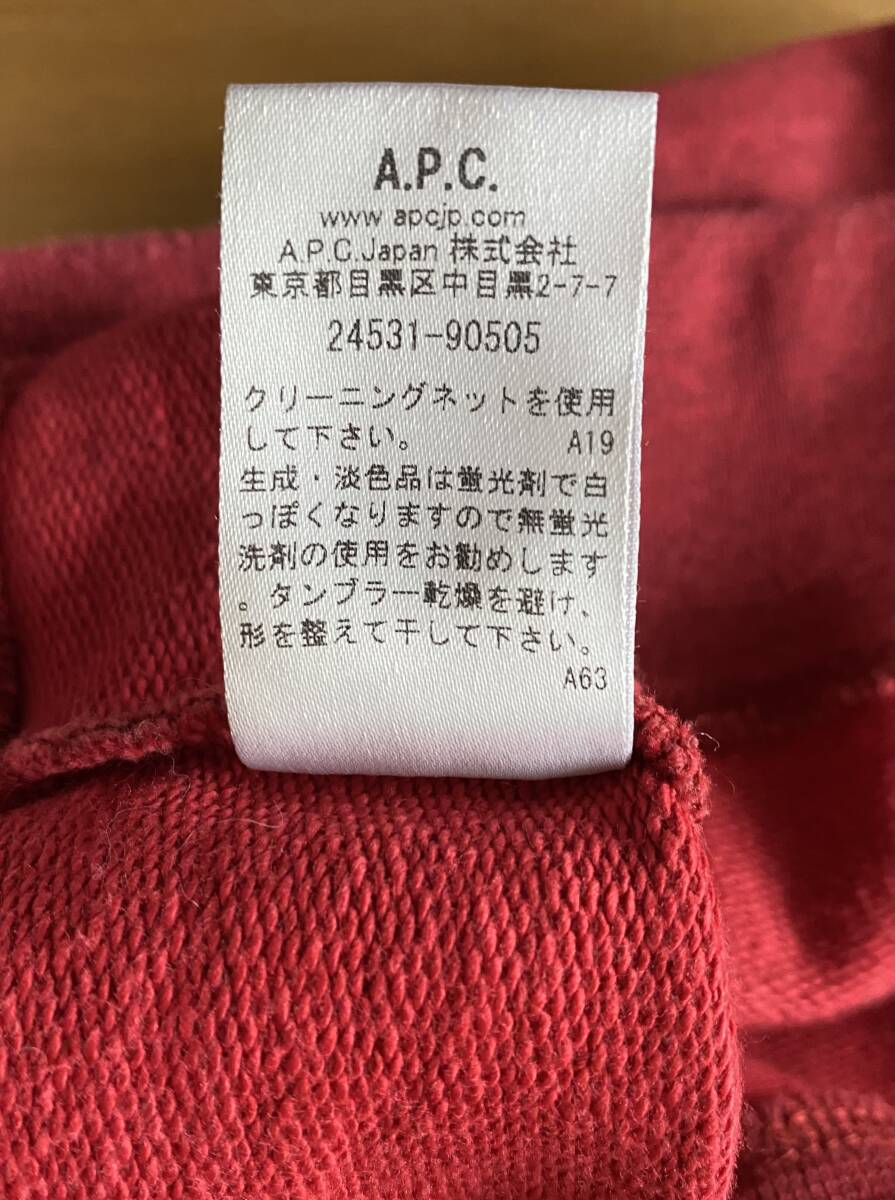 A.P.C.
www apcjp.com
A.P.C.Japan 株式会社
東京都目黒区中目黒2-7-7
24531-90505
クリーニングネットを使用
して下さい。 A19
生成・淡色品は蛍光剤で白
っぽくなりますので無蛍光
洗剤の使用をお勧めします
。タンブラー乾燥を避け、
形を整えて干して下さい。
A63